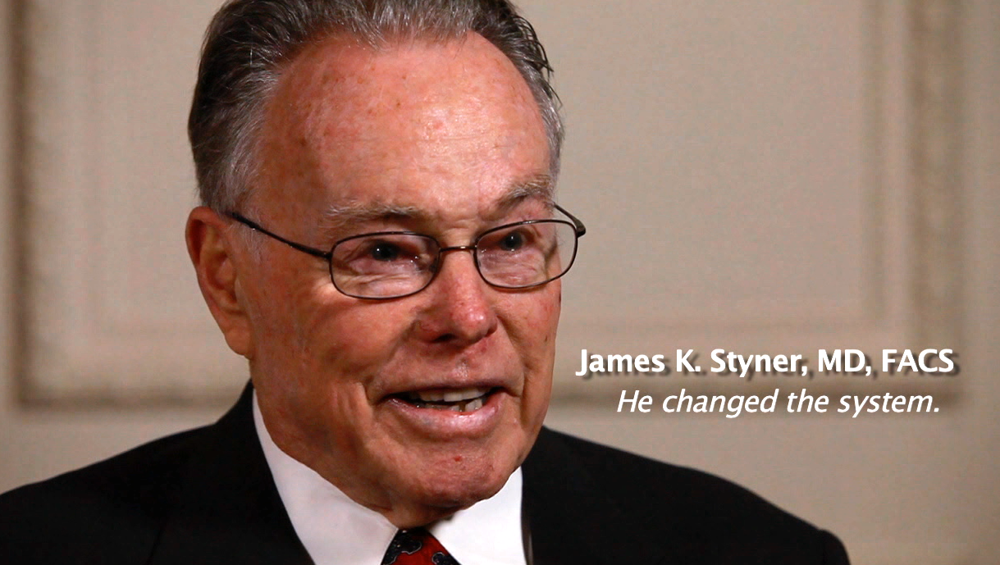 James K. Styner, MD, FACS
He changed the system.